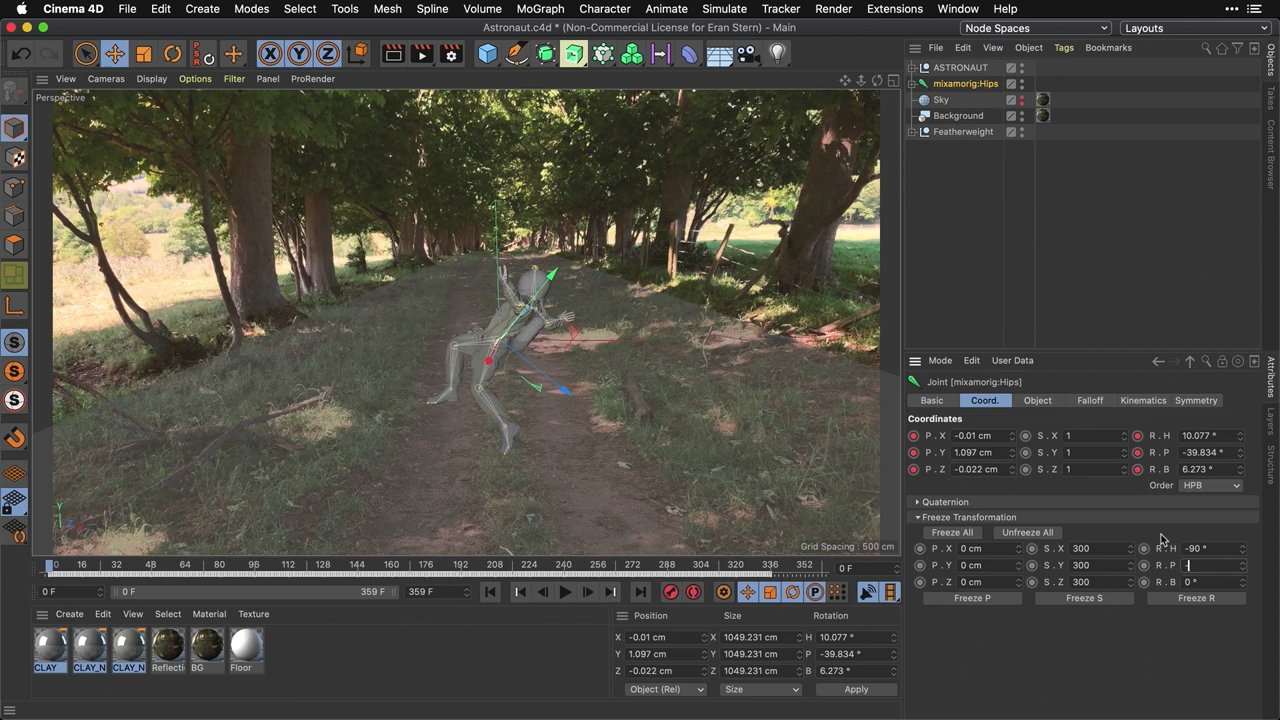 Cinema 4D File Edit Create Modes Select Tools Mesh Spline Volume MoGraph Character Animate Simulate Tracker Render Extensions Window Help
Astronaut.c4d * (Non-Commercial License for Eran Stern) - Main
Node Spaces
Layouts
File Edit View Object Tags Bookmarks
View Cameras Display Options Filter Panel ProRender
Perspective
ASTRONAUT
mixamorig:Hips
Sky
Background
Featherweight
Objects
Takes
Content Browser
Mode Edit User Data
Attributes
Layers
Structure
Joint [mixamorig:Hips]
Basic Coord. Object Falloff Kinematics Symmetry
Coordinates
P . X -0.01 cm S . X 1 R . H 10.077 °
P . Y 1.097 cm S . Y 1 R . P -39.834 °
P . Z -0.022 cm S . Z 1 R . B 6.273 °
Order HPB
Quaternion
Freeze Transformation
Freeze All Unfreeze All
P . X 0 cm S . X 300 R . H -90 °
P . Y 0 cm S . Y 300 R . P -
P . Z 0 cm S . Z 300 R . B 0 °
Freeze P Freeze S Freeze R
Y
Z X
Grid Spacing : 500 cm
0 16 32 48 64 80 96 112 128 144 160 176 192 208 224 240 256 272 288 304 320 336 352 0 F
0 F 0 F 359 F 359 F
Create Edit View Select Material Texture
CLAY CLAY_N CLAY_N Reflecti BG Floor
Position Size Rotation
X -0.01 cm X 1049.231 cm H 10.077 °
Y 1.097 cm Y 1049.231 cm P -39.834 °
Z -0.022 cm Z 1049.231 cm B 6.273 °
Object (Rel) Size Apply